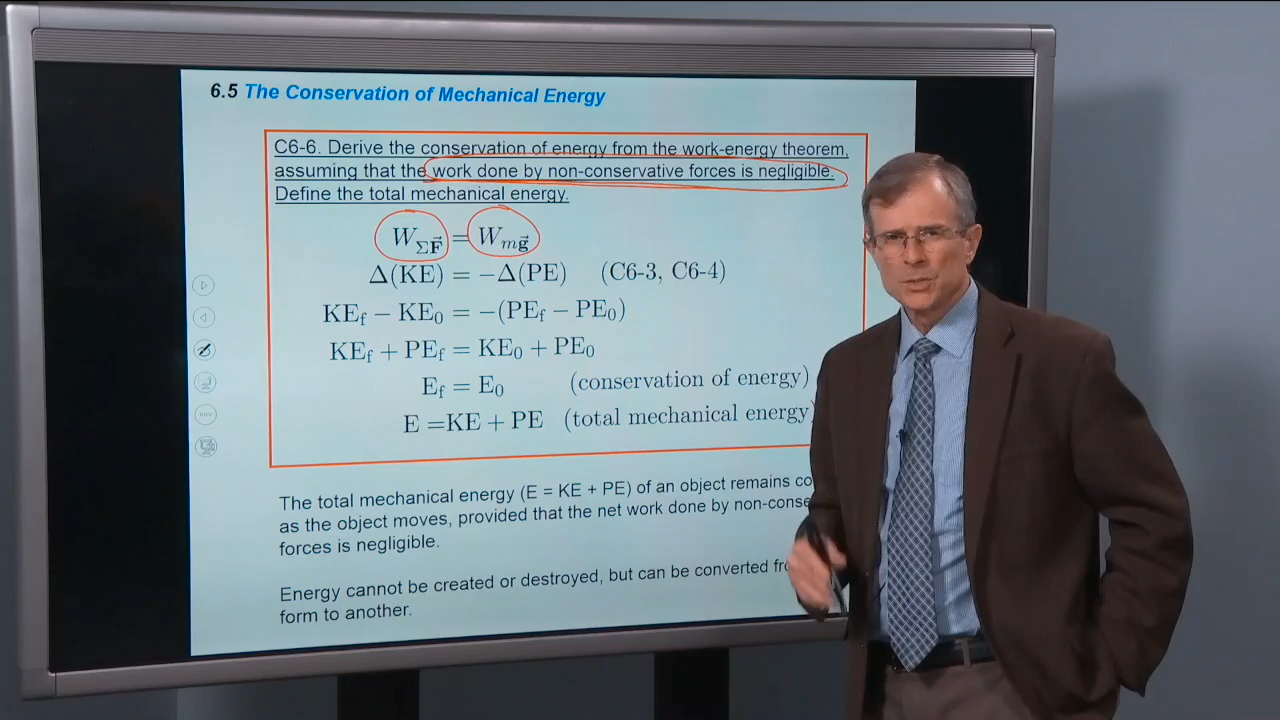 6.5 The Conservation of Mechanical Energy
C6-6. Derive the conservation of energy from the work-energy theorem,
assuming that the work done by non-conservative forces is negligible.
Define the total mechanical energy.
W_{ΣF⃗} = W_{mg⃗}
Δ(KE) = −Δ(PE) (C6-3, C6-4)
KE_f − KE_0 = −(PE_f − PE_0)
KE_f + PE_f = KE_0 + PE_0
E_f = E_0 (conservation of energy)
E =KE + PE (total mechanical energy)
The total mechanical energy (E = KE + PE) of an object remains
as the object moves, provided that the net work done by
forces is negligible.
Energy cannot be created or destroyed, but can be converted
form to another.